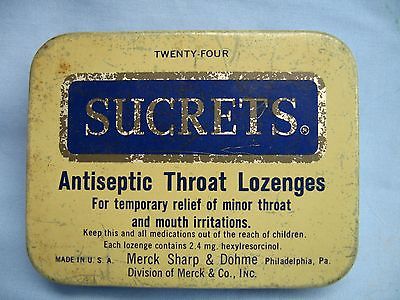 TWENTY-FOUR
SUCRETS®
Antiseptic Throat Lozenges
For temporary relief of minor throat
and mouth irritations.
Keep this and all medications out of the reach of children.
Each lozenge contains 2.4 mg. hexylresorcinol.
MADE IN U. S. A. Merck Sharp & Dohme Philadelphia, Pa.
Division of Merck & Co., INC.